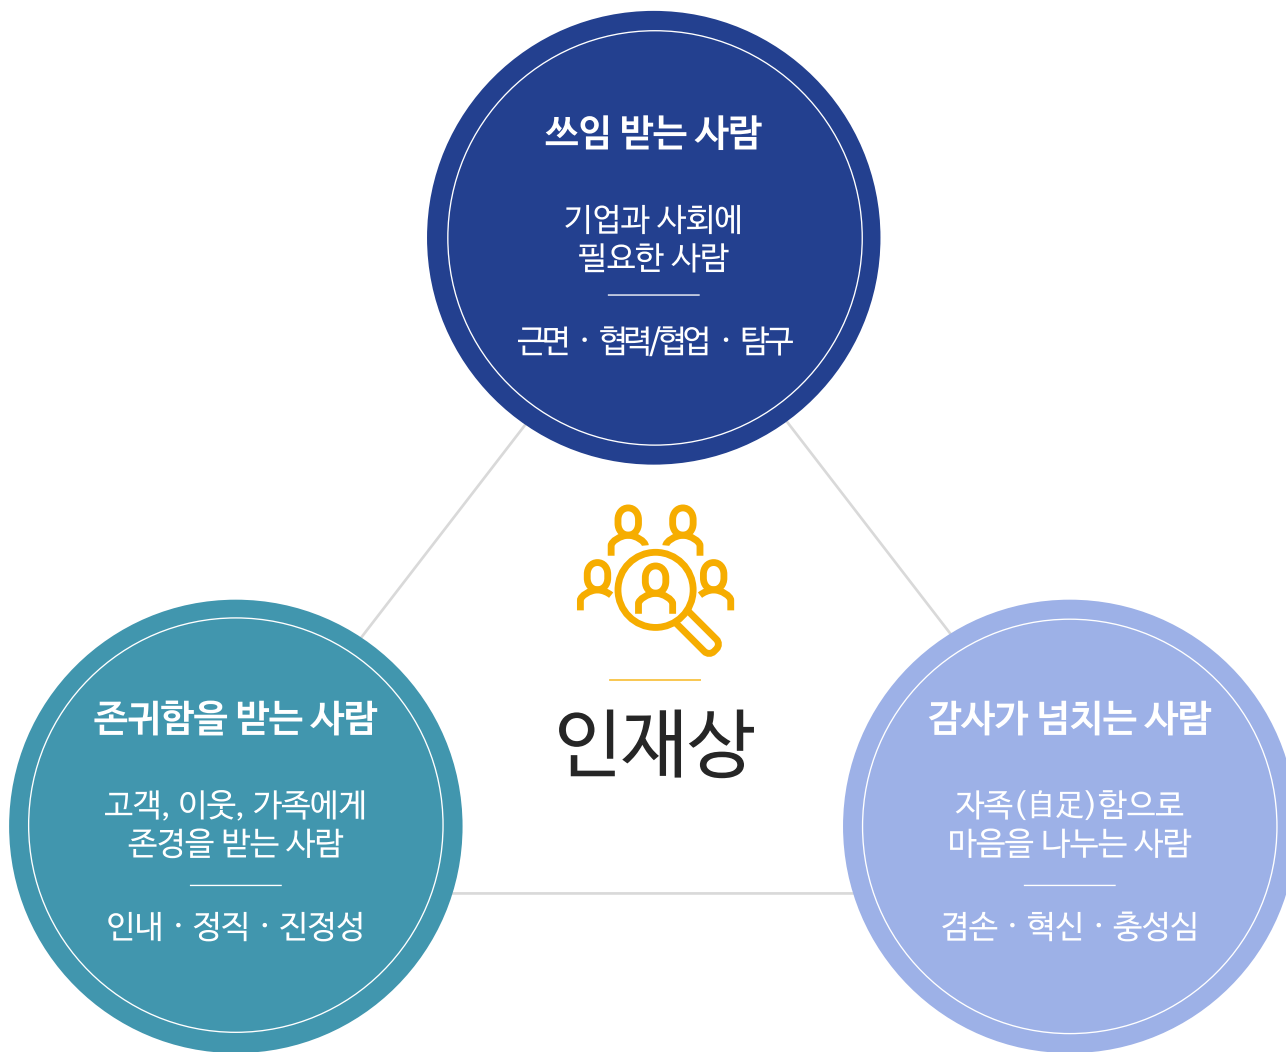 쓰임 받는 사람
기업과 사회에
필요한 사람
근면 · 협력/협업 · 탐구
인재상
존귀함을 받는 사람
고객, 이웃, 가족에게
존경을 받는 사람
인내 · 정직 · 진정성
감사가 넘치는 사람
자족(自足)함으로
마음을 나누는 사람
겸손 · 혁신 · 충성심